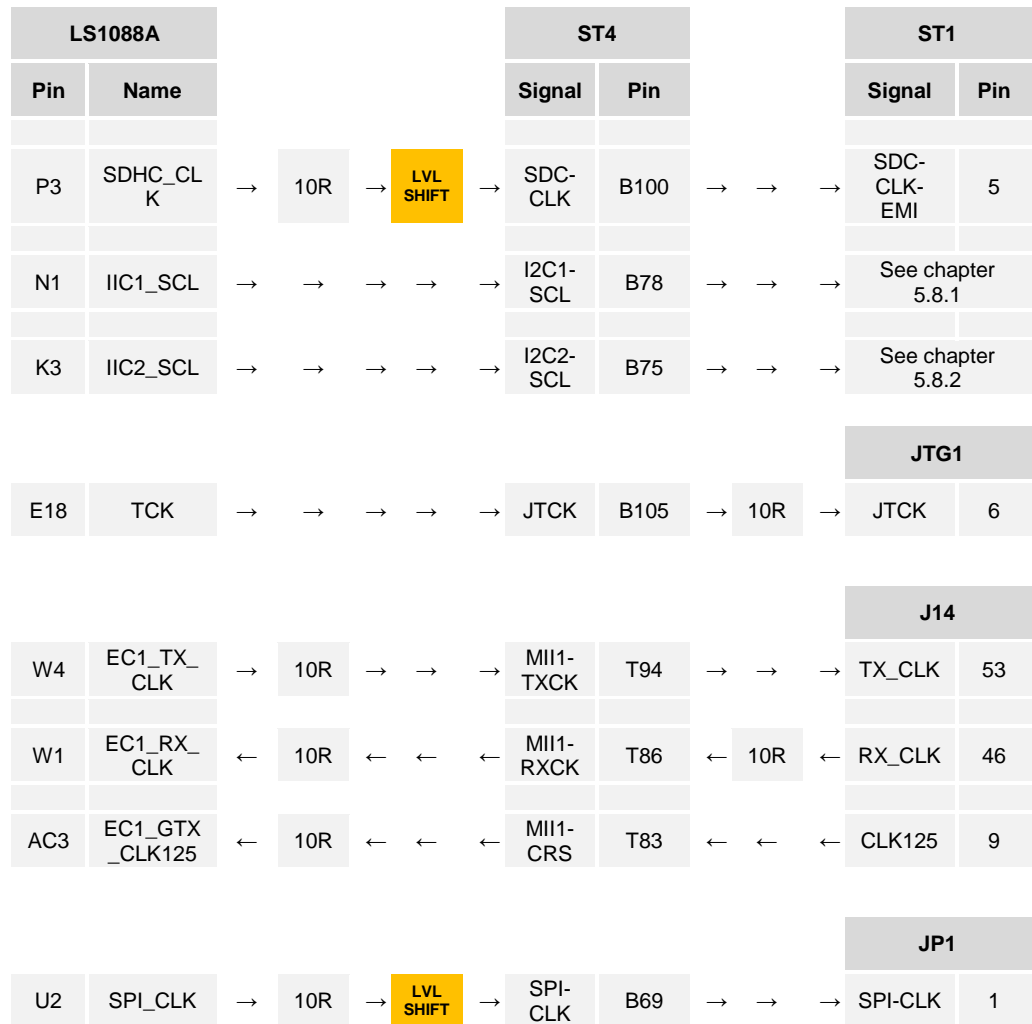 LS1088A ST4 ST1
Pin Name Signal Pin Signal Pin
P3 SDHC_CL
K → 10R → LVL
SHIFT → SDC-
CLK B100 → → → SDC-
CLK-
EMI 5
N1 IIC1_SCL → → → → → I2C1-
SCL B78 → → → See chapter
5.8.1
K3 IIC2_SCL → → → → → I2C2-
SCL B75 → → → See chapter
5.8.2
JTG1
E18 TCK → → → → → JTCK B105 → 10R → JTCK 6
J14
W4 EC1_TX_
CLK → 10R → → → MII1-
TXCK T94 → → → TX_CLK 53
W1 EC1_RX_
CLK ← 10R ← ← ← MII1-
RXCK T86 ← 10R ← RX_CLK 46
AC3 EC1_GTX
_CLK125 ← 10R ← ← ← MII1-
CRS T83 ← ← ← CLK125 9
JP1
U2 SPI_CLK → 10R → LVL
SHIFT → SPI-
CLK B69 → → → SPI-CLK 1